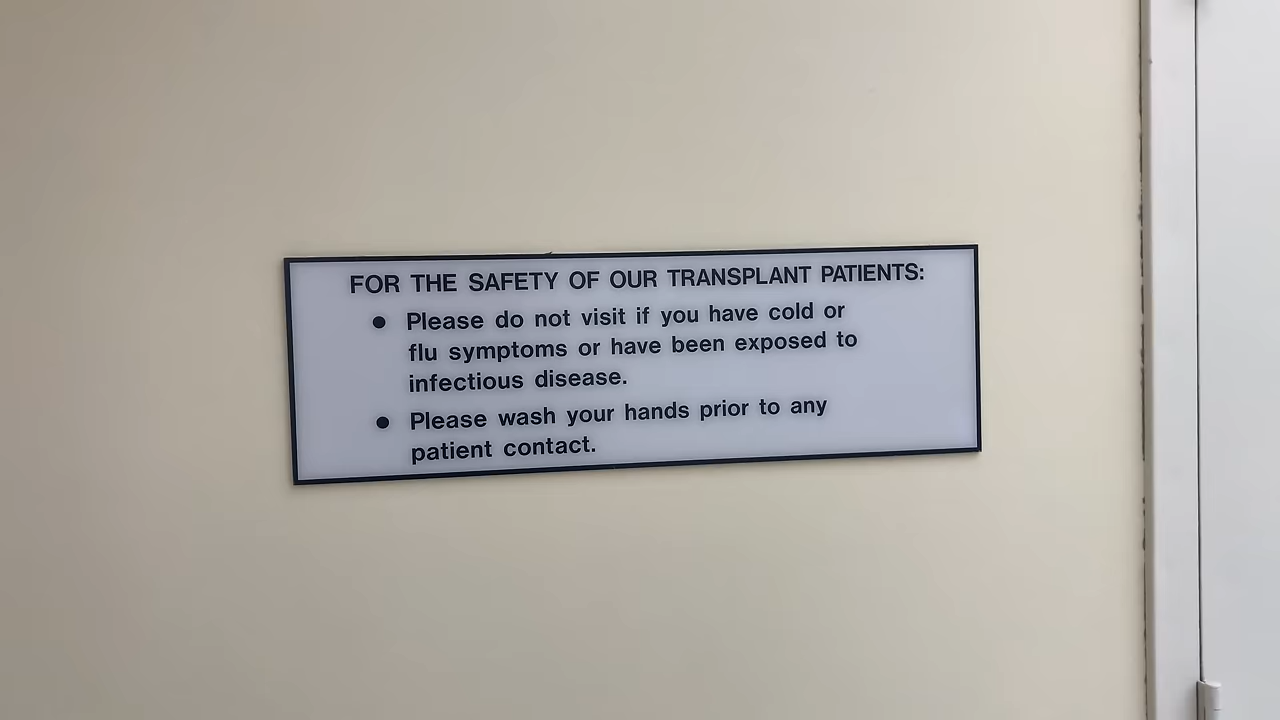 FOR THE SAFETY OF OUR TRANSPLANT PATIENTS:
● Please do not visit if you have cold or
flu symptoms or have been exposed to
infectious disease.
● Please wash your hands prior to any
patient contact.